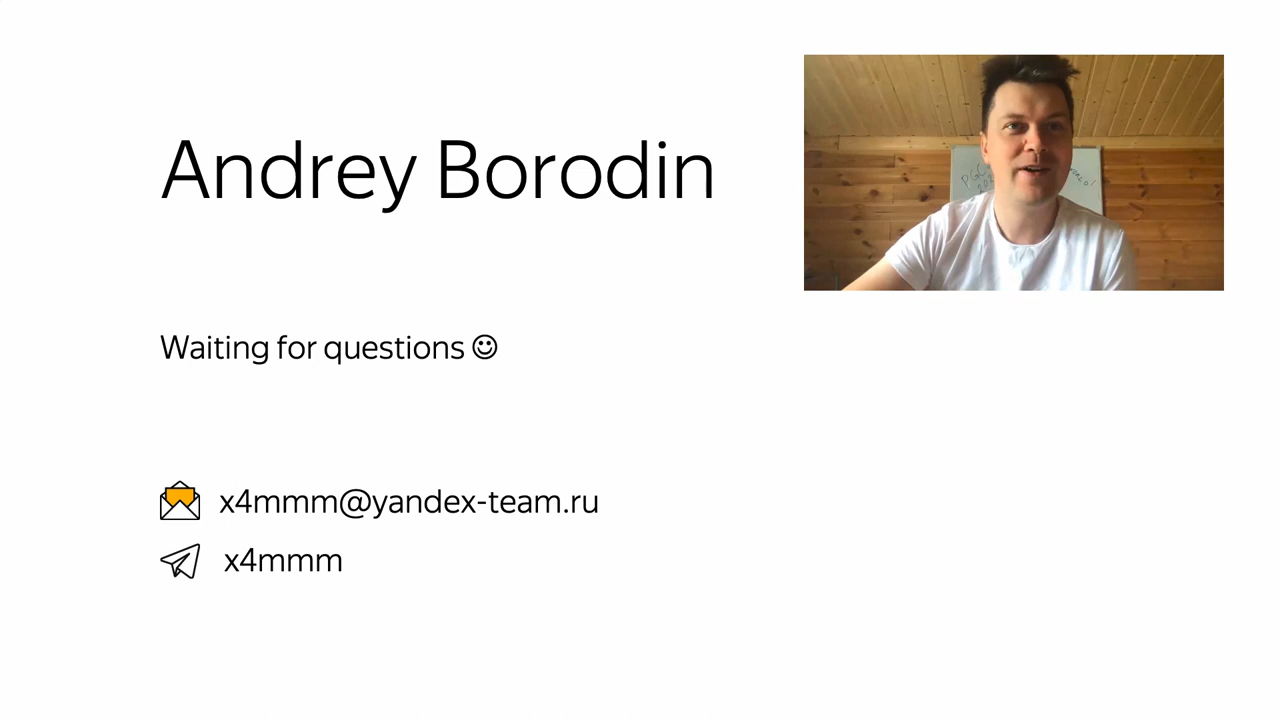 Andrey Borodin
Waiting for questions ☺
x4mmm@yandex-team.ru
x4mmm